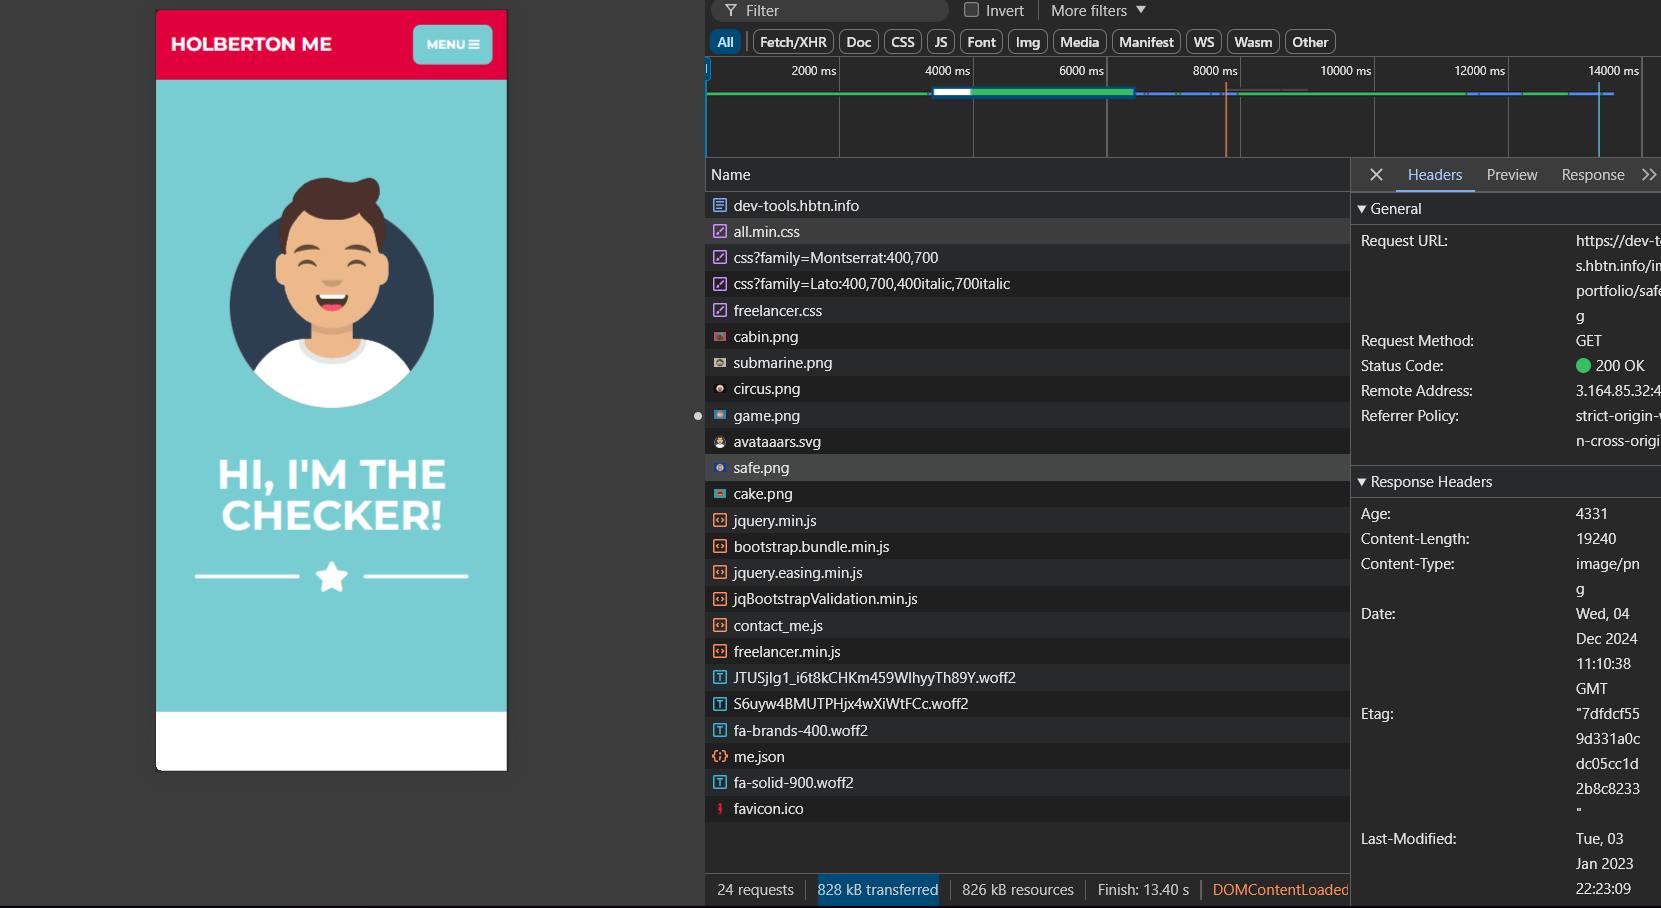 HOLBERTON ME
MENU
HI, I'M THE
CHECKER!
Filter
Invert
More filters
All
Fetch/XHR
Doc
CSS
JS
Font
Img
Media
Manifest
WS
Wasm
Other
2000 ms
4000 ms
6000 ms
8000 ms
10000 ms
12000 ms
14000 ms
Name
dev-tools.hbtn.info
all.min.css
css?family=Montserrat:400,700
css?family=Lato:400,700,400italic,700italic
freelancer.css
cabin.png
submarine.png
circus.png
game.png
avataaars.svg
safe.png
cake.png
jquery.min.js
bootstrap.bundle.min.js
jquery.easing.min.js
jqBootstrapValidation.min.js
contact_me.js
freelancer.min.js
JTUSjIg1_i6t8kCHKm459WlhyyTh89Y.woff2
S6uyw4BMUTPHjx4wXiWtFCc.woff2
fa-brands-400.woff2
me.json
fa-solid-900.woff2
favicon.ico
24 requests
828 kB transferred
826 kB resources
Finish: 13.40 s
DOMContentLoaded
Headers
Preview
Response
General
Request URL:
https://dev-t
s.hbtn.info/in
portfolio/safe
g
Request Method:
GET
Status Code:
200 OK
Remote Address:
3.164.85.32:4
Referrer Policy:
strict-origin-w
n-cross-origi
Response Headers
Age:
4331
Content-Length:
19240
Content-Type:
image/pn
g
Date:
Wed, 04
Dec 2024
11:10:38
GMT
Etag:
"7dfdcf55
9d331a0c
dc05cc1d
2b8c8233
"
Last-Modified:
Tue, 03
Jan 2023
22:23:09